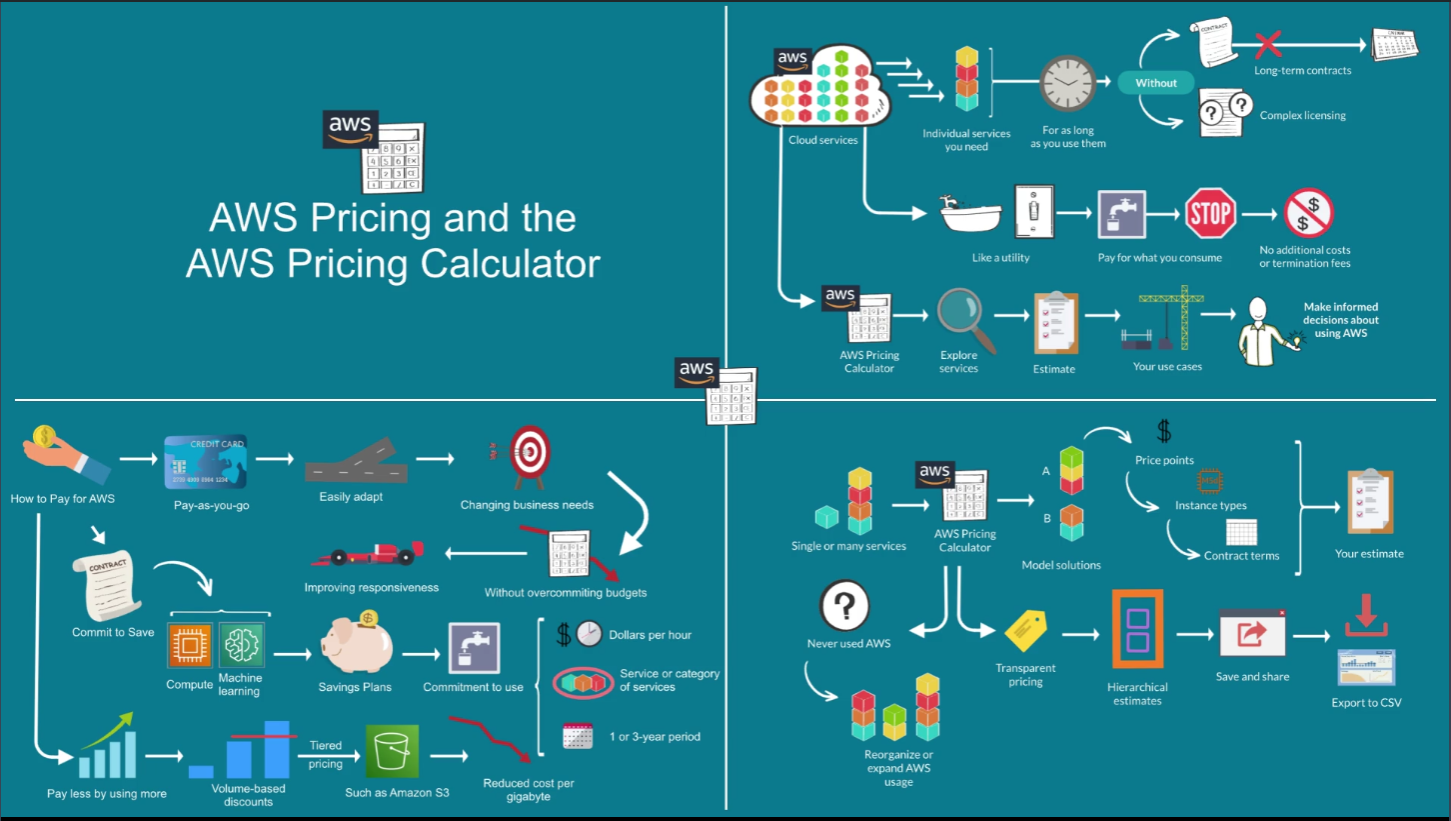 aws
AWS Pricing and the
AWS Pricing Calculator
aws
Cloud services
Individual services
you need
For as long
as you use them
Without
CONTRACT
Long-term contracts
Complex licensing
?
?
Like a utility
Pay for what you consume
STOP
$
$
No additional costs
or termination fees
aws
AWS Pricing
Calculator
Explore
services
Estimate
Your use cases
Make informed
decisions about
using AWS
aws
How to Pay for AWS
CREDIT CARD
Pay-as-you-go
Easily adapt
Changing business needs
Without overcommiting budgets
Improving responsiveness
CONTRACT
Commit to Save
Compute
Machine
learning
Savings Plans
Commitment to use
$
Dollars per hour
Service or category
of services
1 or 3-year period
Pay less by using more
Volume-based
discounts
Tiered
pricing
Such as Amazon S3
Reduced cost per
gigabyte
Single or many services
aws
AWS Pricing
Calculator
A
B
Model solutions
$
Price points
M5d
Instance types
Contract terms
Your estimate
?
Never used AWS
Reorganize or
expand AWS
usage
Transparent
pricing
Hierarchical
estimates
Save and share
Export to CSV